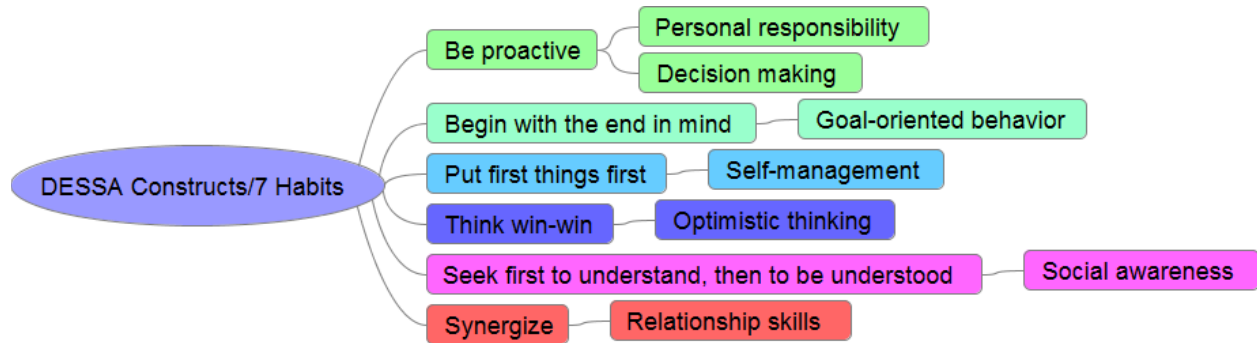 DESSA Constructs/7 Habits
Be proactive
Personal responsibility
Decision making
Begin with the end in mind
Goal-oriented behavior
Put first things first
Self-management
Think win-win
Optimistic thinking
Seek first to understand, then to be understood
Social awareness
Synergize
Relationship skills